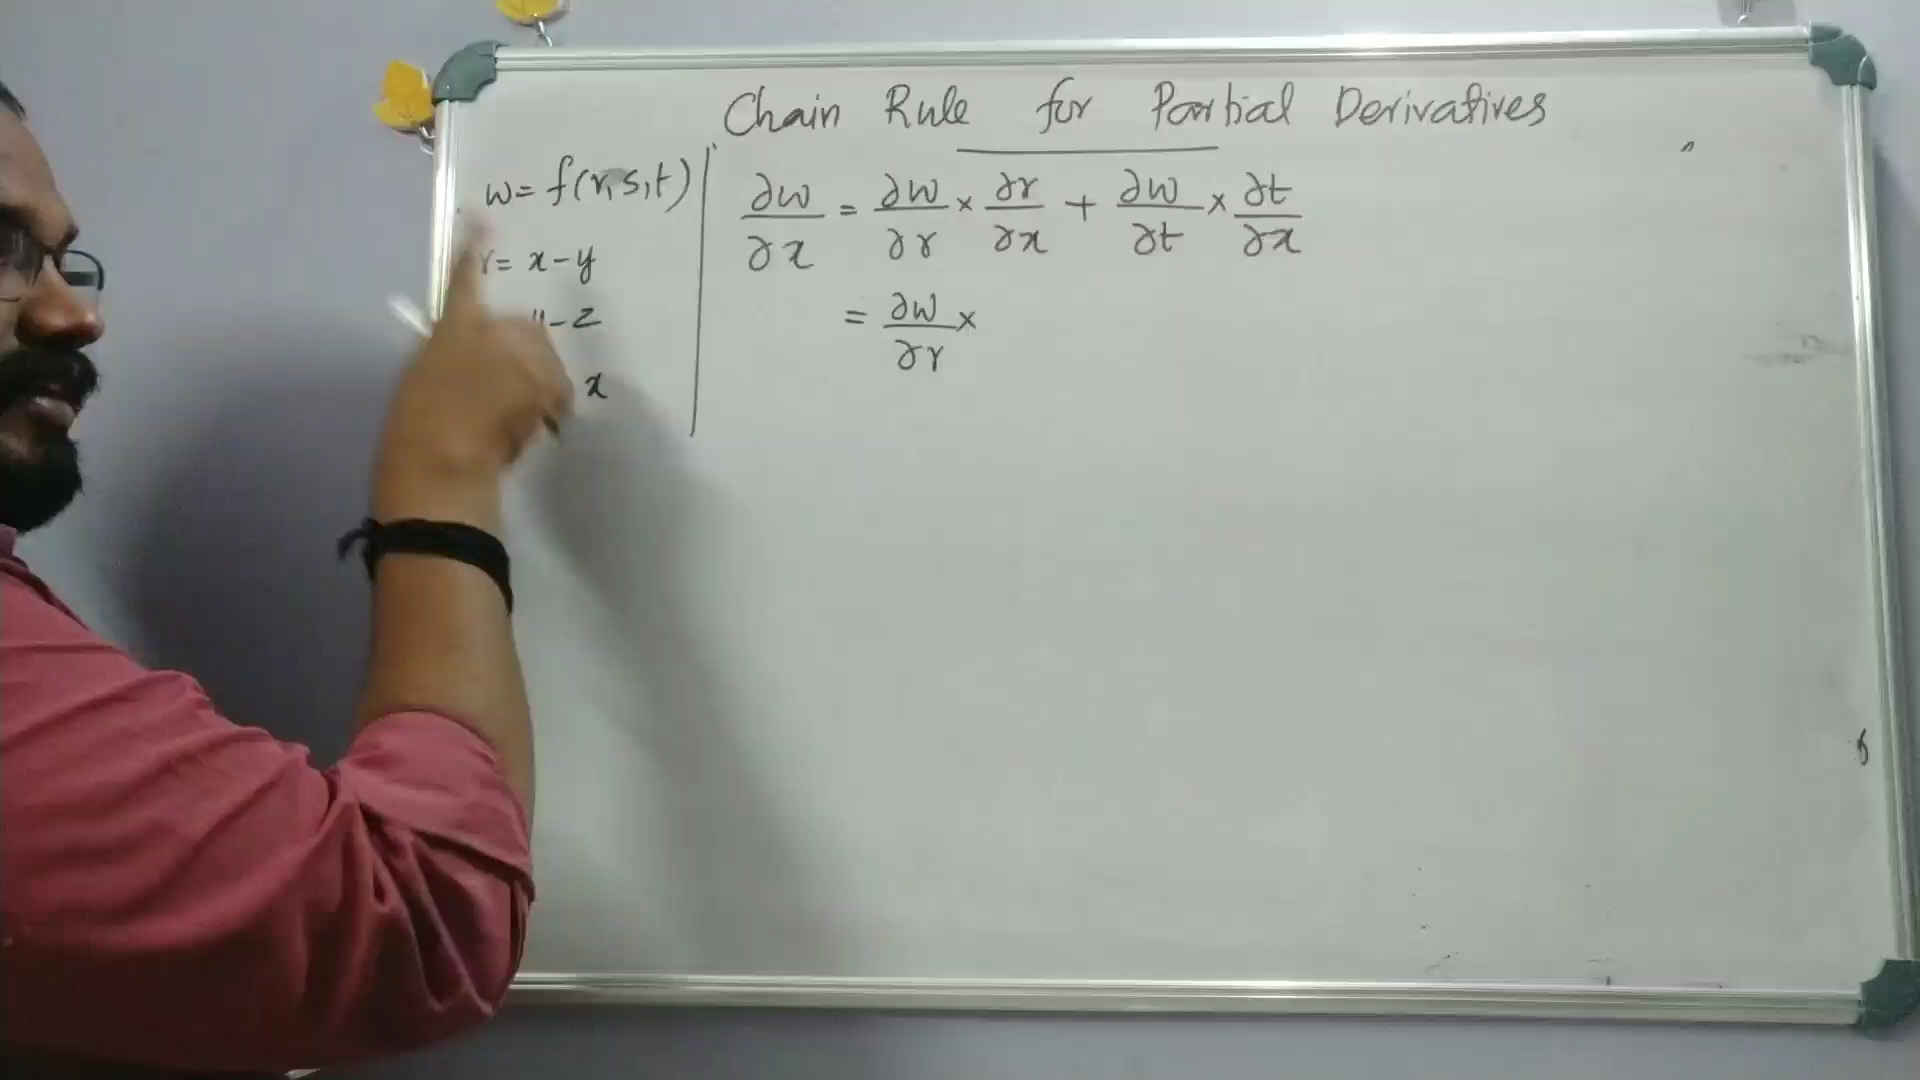 Chain Rule for Partial Derivatives
w= f(r,s,t)
r= x-y
y-z
x
∂w/∂x = ∂w/∂r × ∂r/∂x + ∂w/∂t × ∂t/∂x
= ∂w/∂r ×